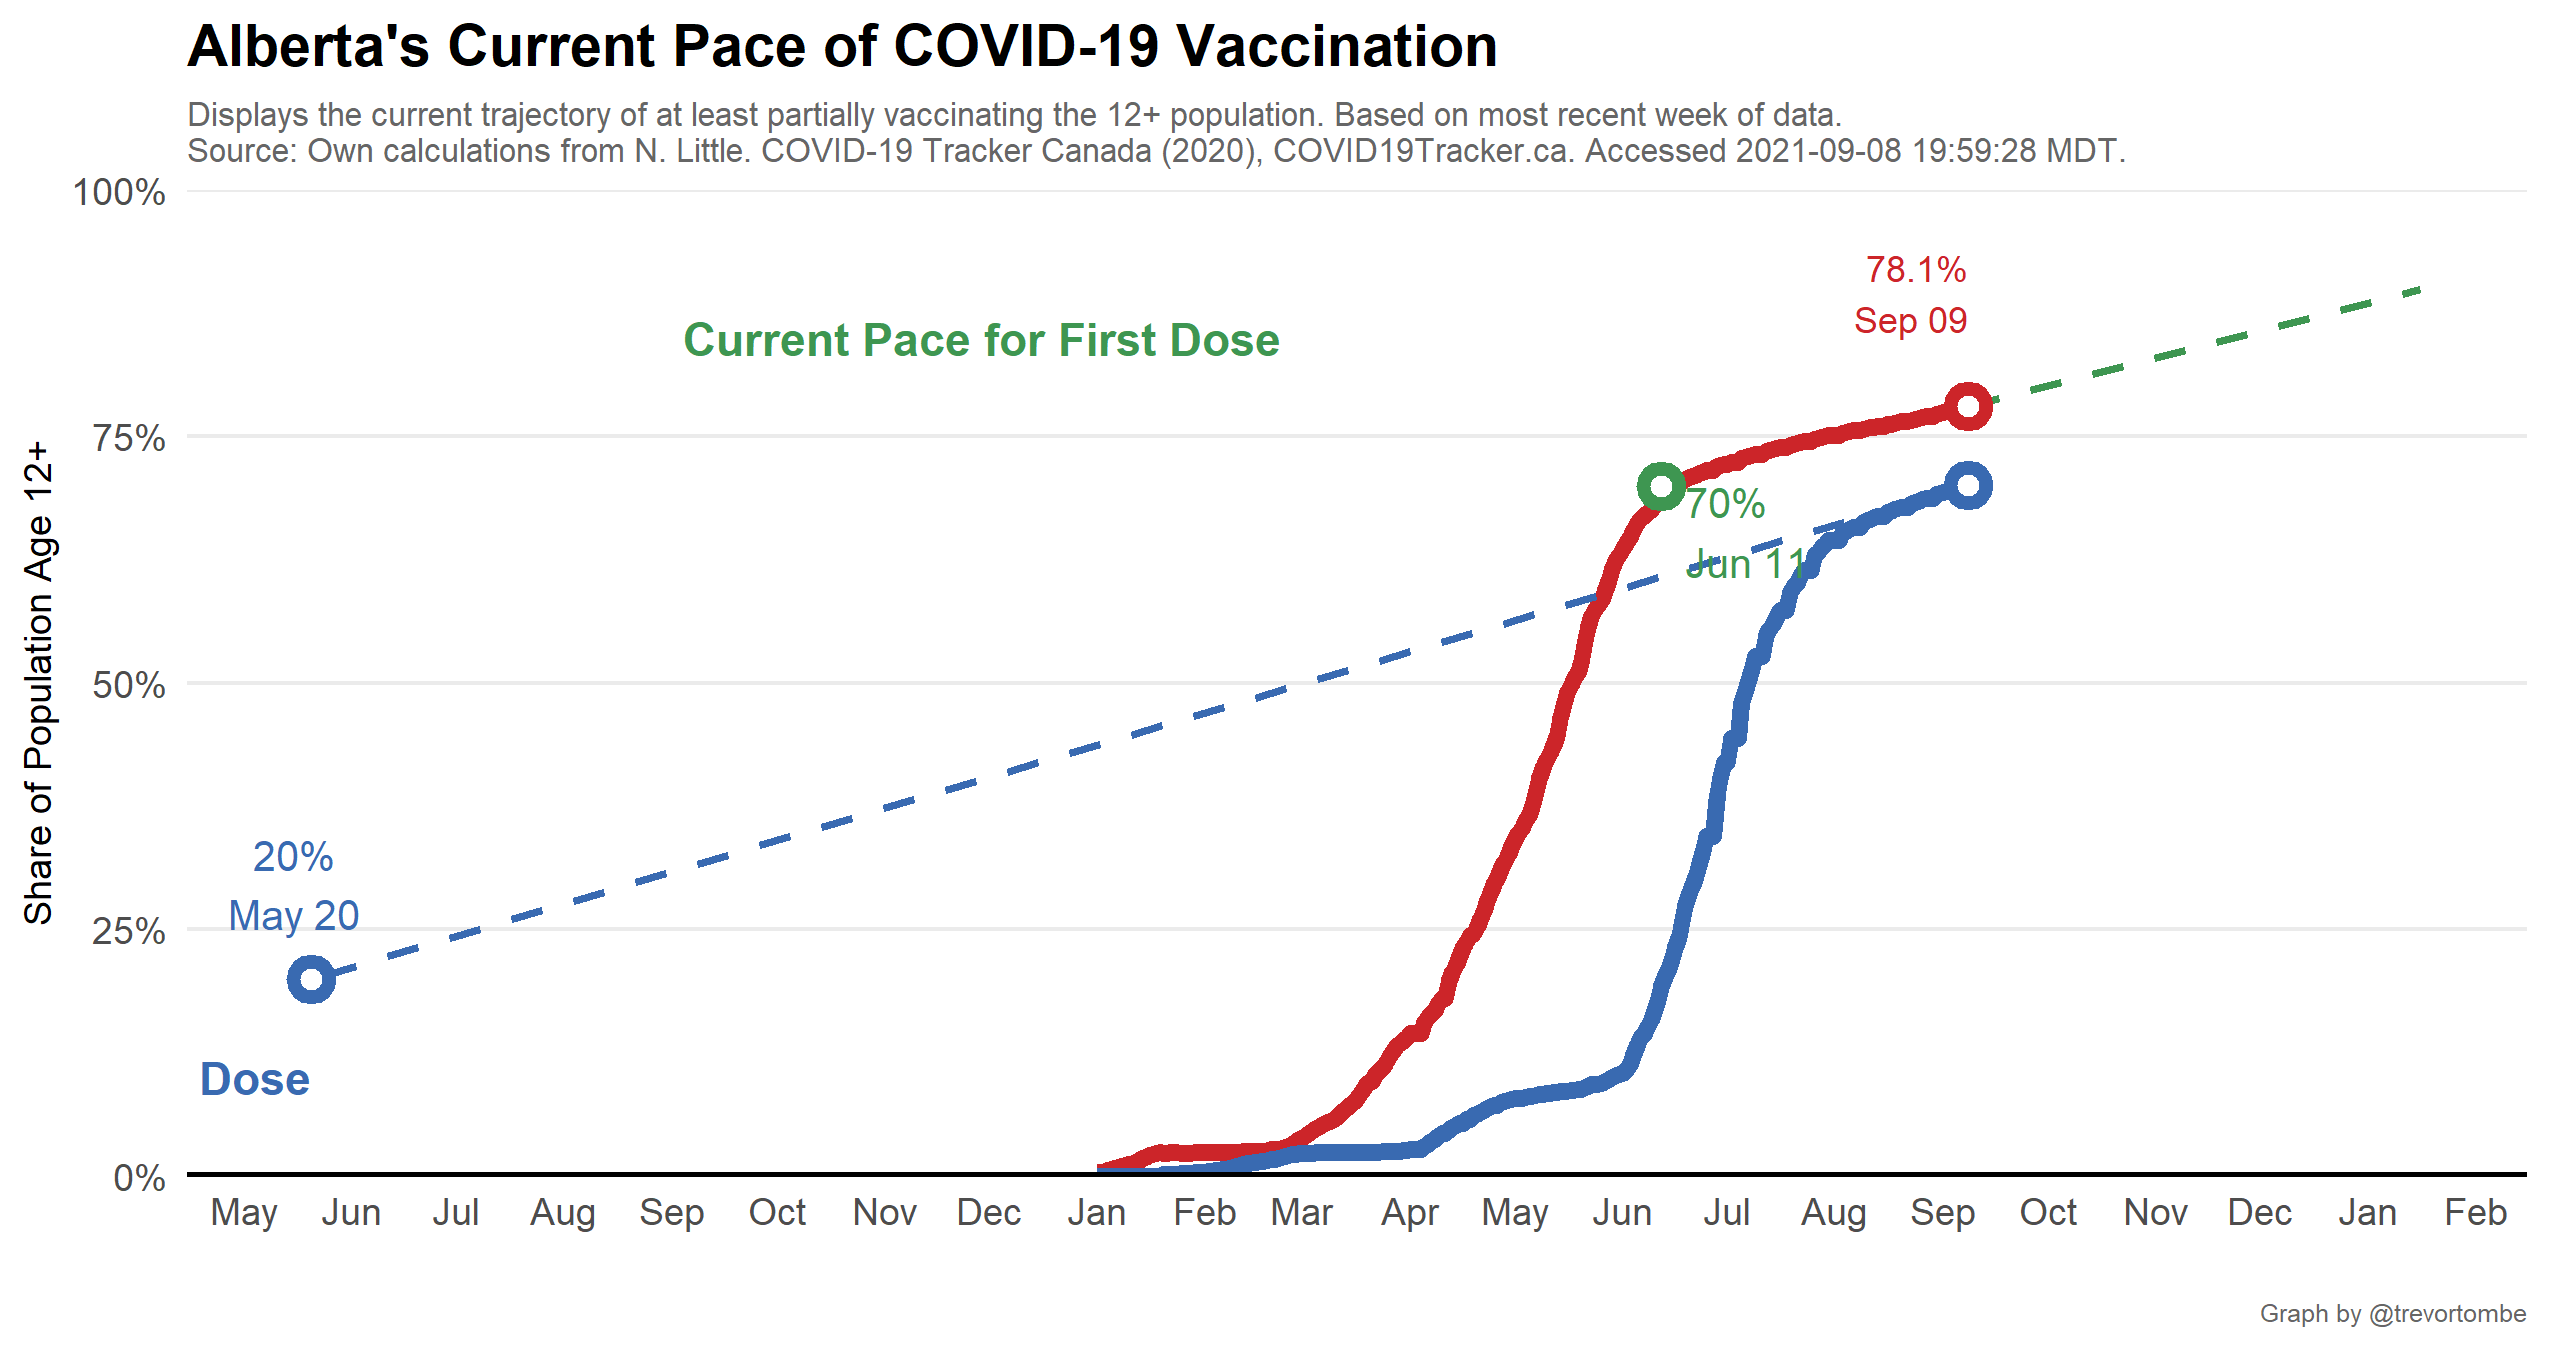 Alberta's Current Pace of COVID-19 Vaccination
Displays the current trajectory of at least partially vaccinating the 12+ population. Based on most recent week of data.
Source: Own calculations from N. Little. COVID-19 Tracker Canada (2020), COVID19Tracker.ca. Accessed 2021-09-08 19:59:28 MDT.
100%
75%
50%
25%
0%
Share of Population Age 12+
78.1%
Sep 09
Current Pace for First Dose
70%
Jun 11
20%
May 20
Dose
May Jun Jul Aug Sep Oct Nov Dec Jan Feb Mar Apr May Jun Jul Aug Sep Oct Nov Dec Jan Feb
Graph by @trevortombe